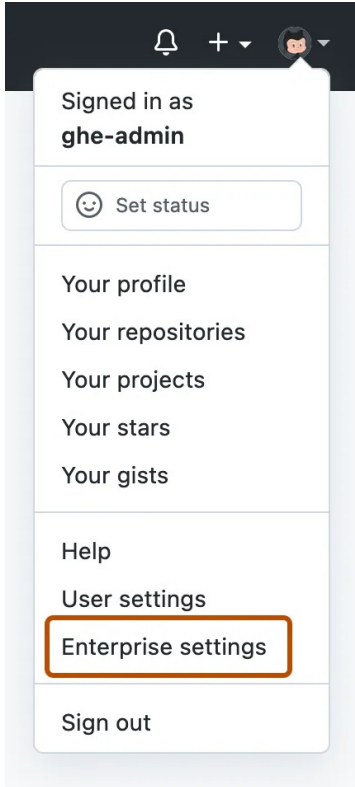 Signed in as
ghe-admin
Set status
Your profile
Your repositories
Your projects
Your stars
Your gists
Help
User settings
Enterprise settings
Sign out